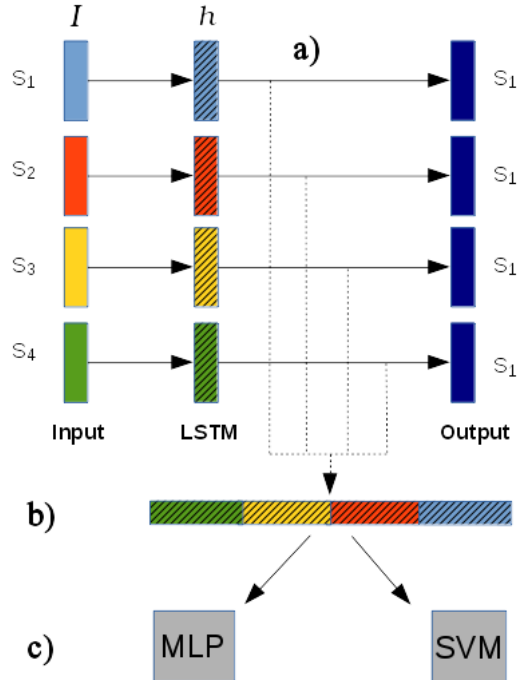 I h
a)
S1 S1
S2 S1
S3 S1
S4 S1
Input LSTM Output
b)
c) MLP SVM